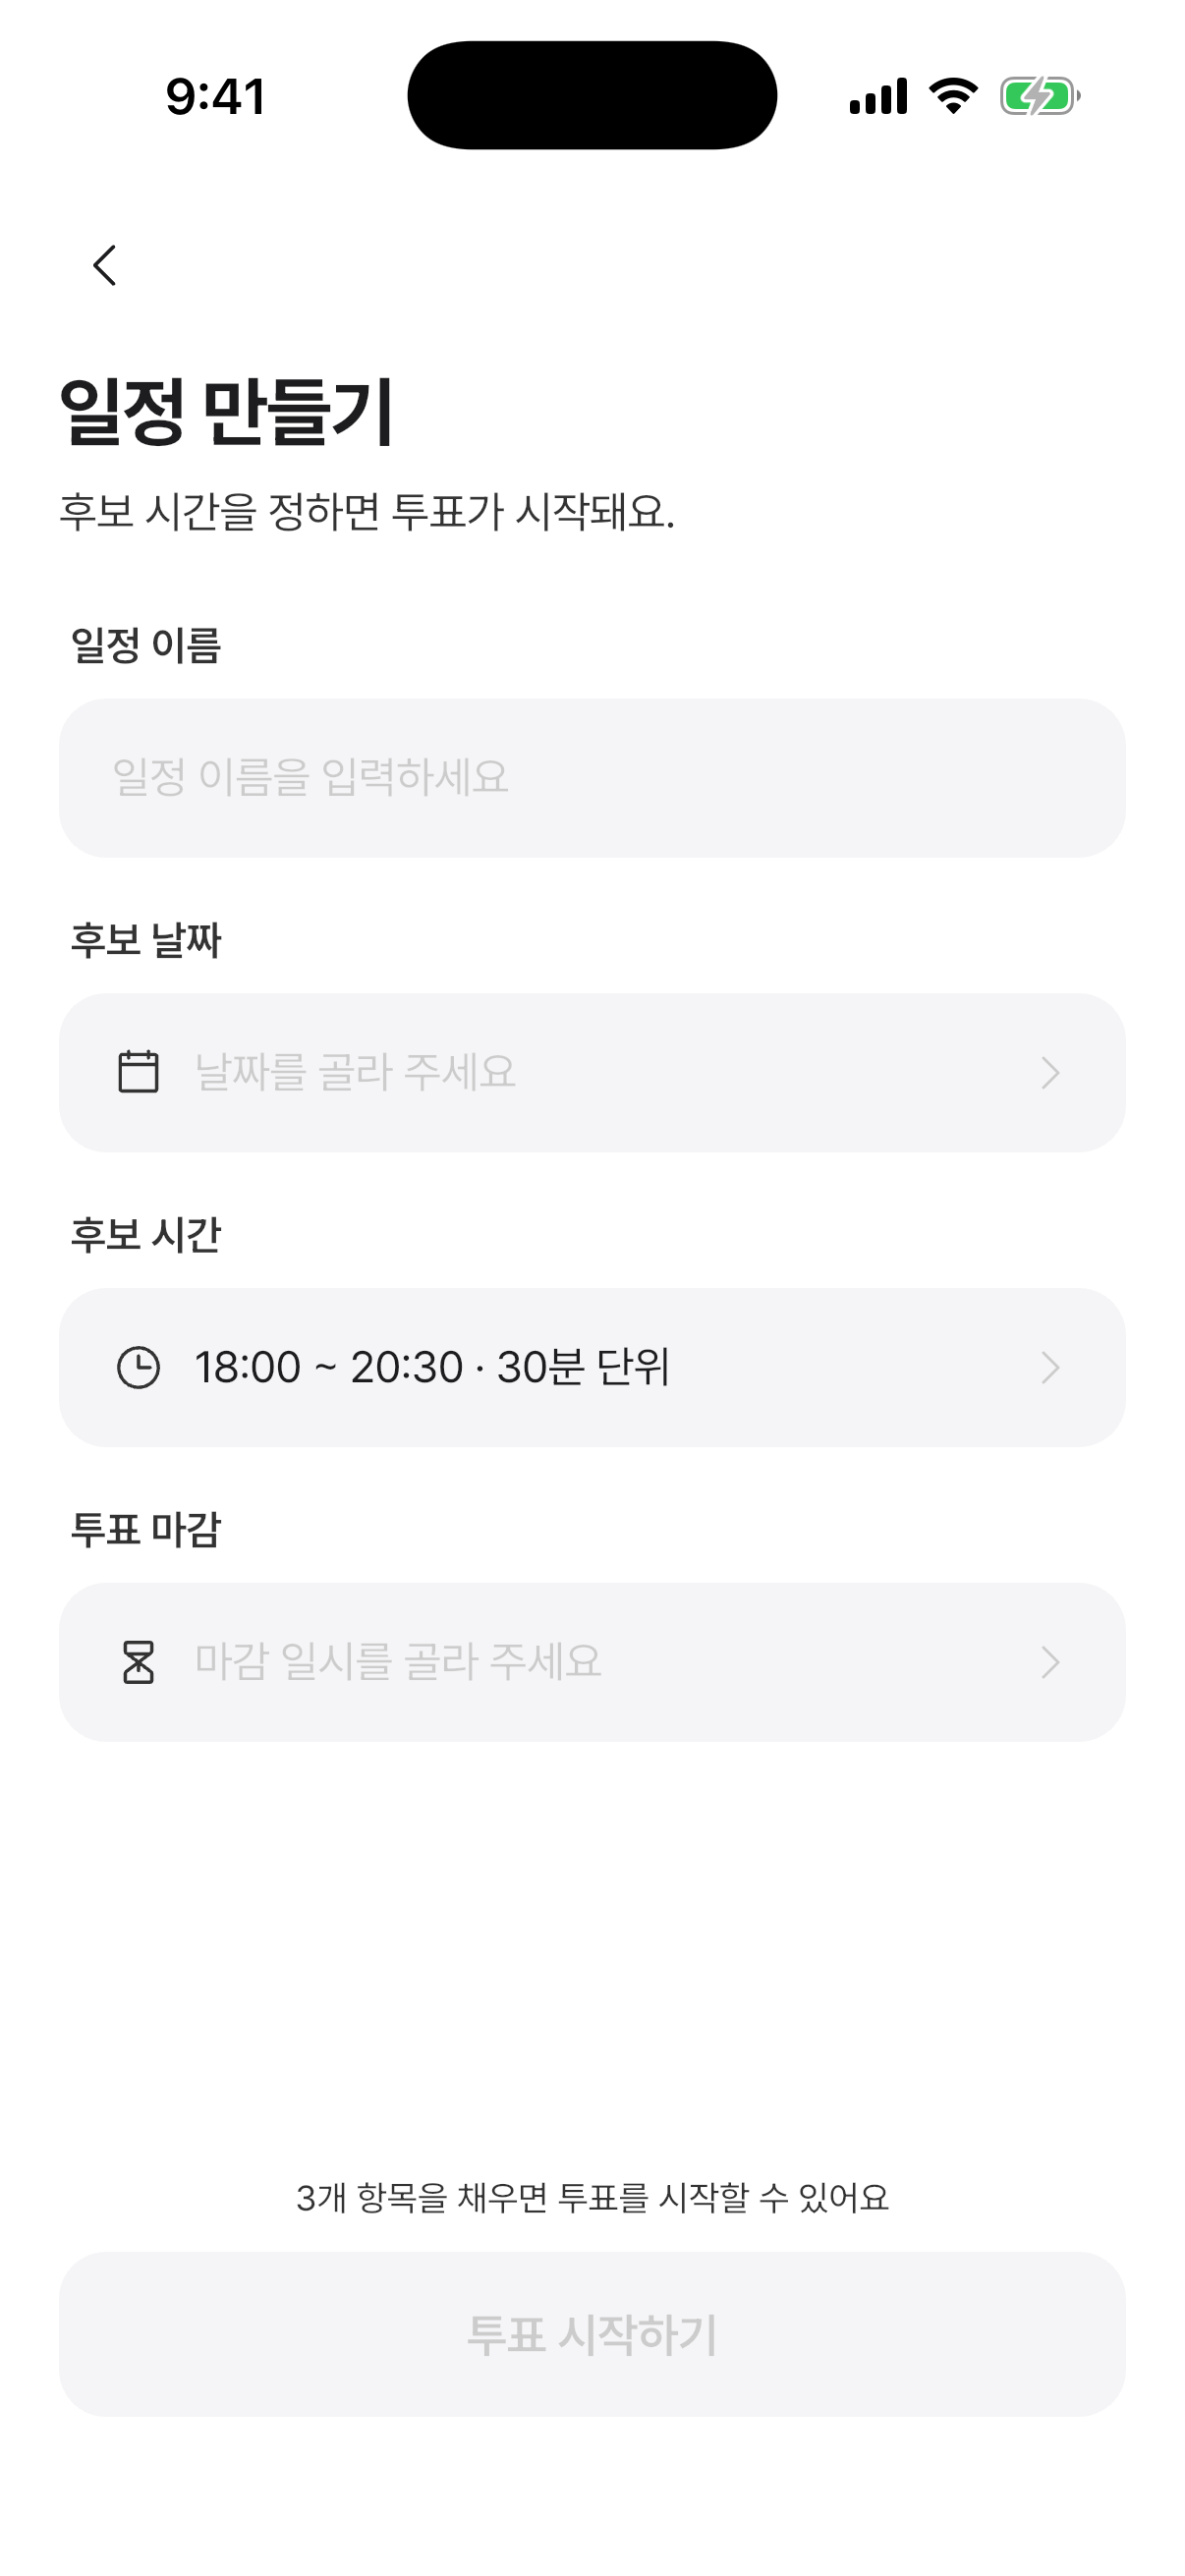 9:41
일정 만들기
후보 시간을 정하면 투표가 시작돼요.
일정 이름
일정 이름을 입력하세요
후보 날짜
날짜를 골라 주세요
후보 시간
18:00 ~ 20:30 · 30분 단위
투표 마감
마감 일시를 골라 주세요
3개 항목을 채우면 투표를 시작할 수 있어요
투표 시작하기